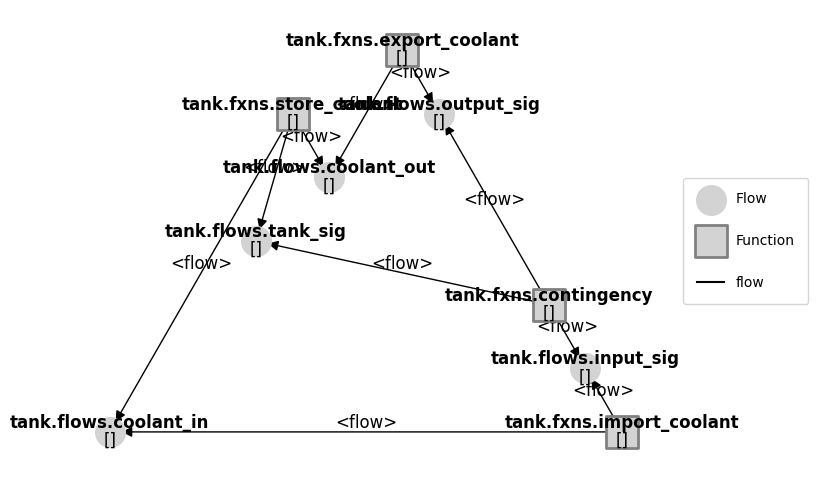 tank.fxns.export_coolant
[]
<flow>
tank.fxns.store_coolant
tank.flows.output_sig
<flow>
[]
[]
<flow>
<flow>
tank.flows.coolant_out
[]
<flow>
Flow
tank.flows.tank_sig
[]
Function
<flow>
<flow>
flow
tank.fxns.contingency
[]
<flow>
tank.flows.input_sig
[]
<flow>
tank.flows.coolant_in
[]
<flow>
tank.fxns.import_coolant
[]